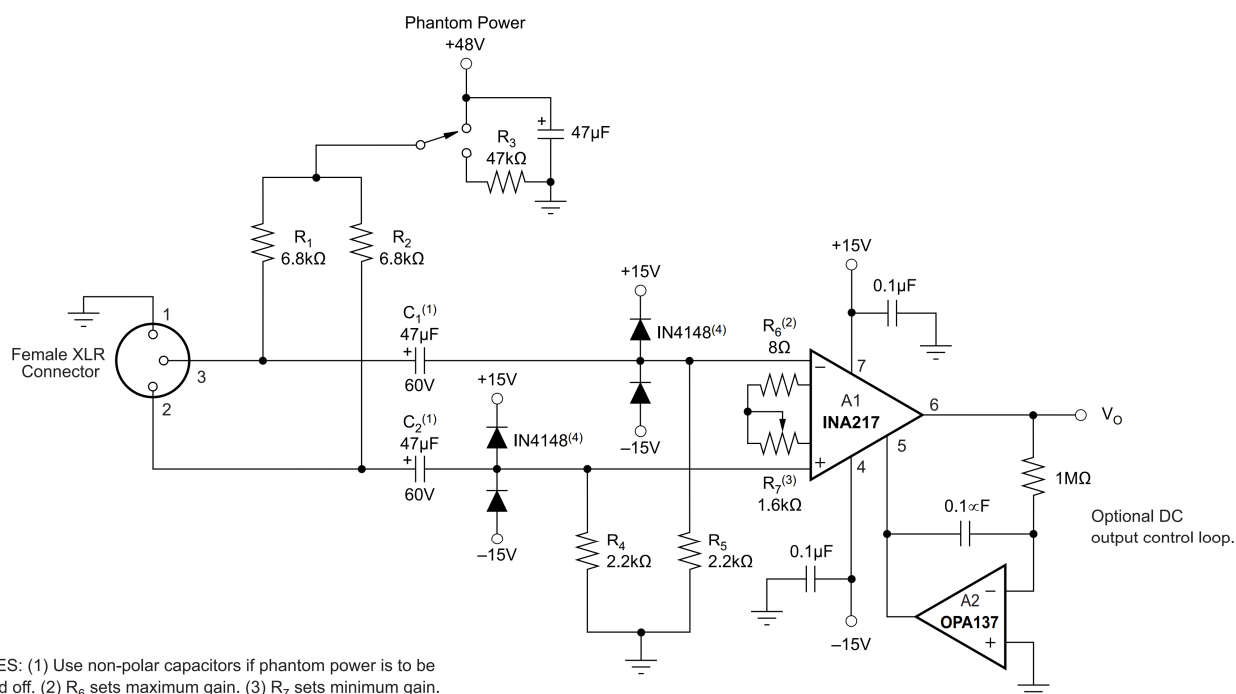 Phantom Power
+48V
+
47µF
R3
47kΩ
R1
6.8kΩ
R2
6.8kΩ
+15V
0.1µF
1
Female XLR
Connector
3
2
C1(1)
47µF
+
60V
+15V
IN4148(4)
–15V
R6(2)
8Ω
–
7
A1
INA217
6
VO
5
+
4
C2(1)
47µF
+
60V
+15V
IN4148(4)
–15V
R7(3)
1.6kΩ
1MΩ
R4
2.2kΩ
R5
2.2kΩ
0.1∝F
Optional DC
output control loop.
0.1µF
–15V
A2
OPA137
–
+
ES: (1) Use non-polar capacitors if phantom power is to be
d off. (2) R6 sets maximum gain. (3) R7 sets minimum gain.